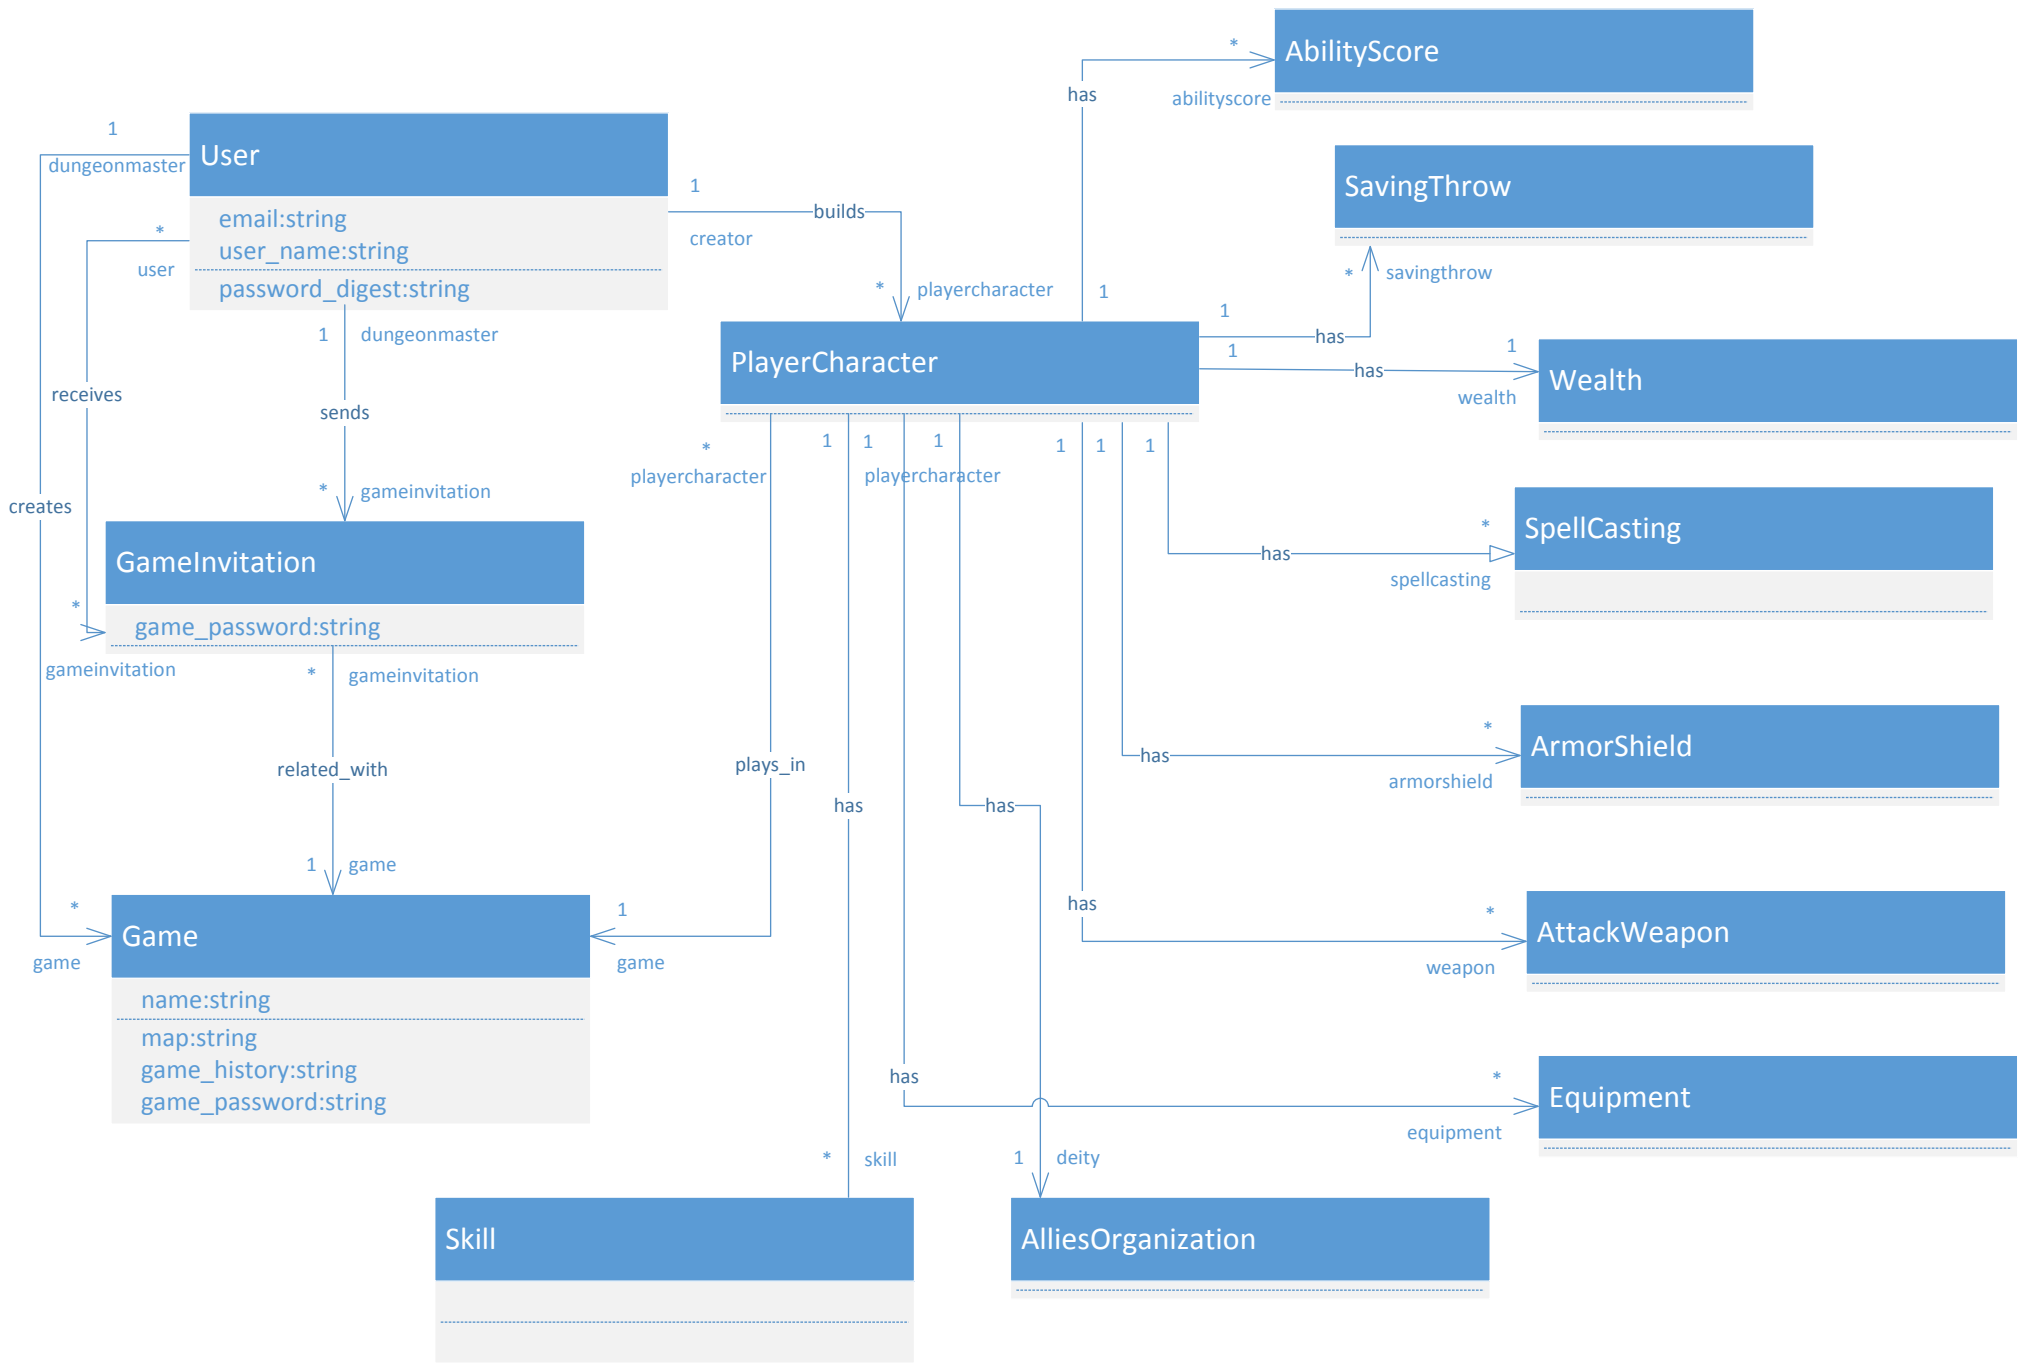 *
AbilityScore
has
abilityscore
1
dungeonmaster
User
email:string
user_name:string
password_digest:string
1
creator
builds
*
playercharacter
*
user
SavingThrow
*
savingthrow
1
1
has
1
dungeonmaster
PlayerCharacter
1
has
1
wealth
Wealth
receives
sends
*
playercharacter
1
1
playercharacter
1
1
1
1
*
gameinvitation
creates
GameInvitation
game_password:string
*
gameinvitation
*
gameinvitation
*
SpellCasting
has
spellcasting
related_with
plays_in
has
has
*
ArmorShield
has
armorshield
1
game
*
game
Game
name:string
map:string
game_history:string
game_password:string
1
game
has
*
AttackWeapon
weapon
has
*
Equipment
equipment
*
skill
1
deity
Skill
AlliesOrganization